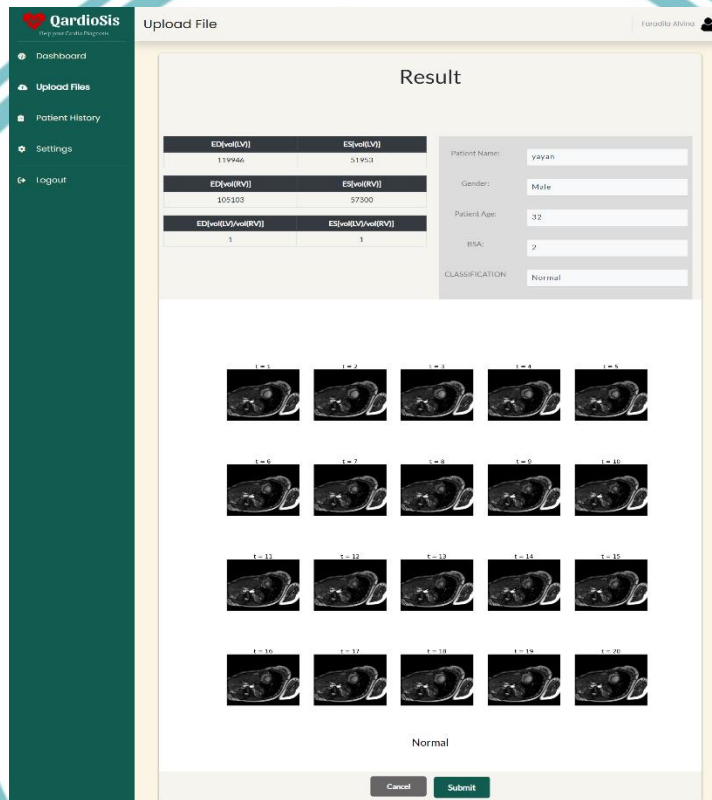 QardioSis
Help your Cardio Diagnosis
Dashboard
Upload Files
Patient History
Settings
Logout
Upload File
Faradila Alvina
Result
ED[vol(LV)] ES[vol(LV)]
119946 51953
ED[vol(RV)] ES[vol(RV)]
105103 57300
ED[vol(LV)/vol(RV)] ES[vol(LV)/vol(RV)]
1 1
Patient Name: yayan
Gender: Male
Patient Age: 32
BSA: 2
CLASSIFICATION Normal
t = 1 t = 2 t = 3 t = 4 t = 5
t = 6 t = 7 t = 8 t = 9 t = 10
t = 11 t = 12 t = 13 t = 14 t = 15
t = 16 t = 17 t = 18 t = 19 t = 20
Normal
Cancel Submit